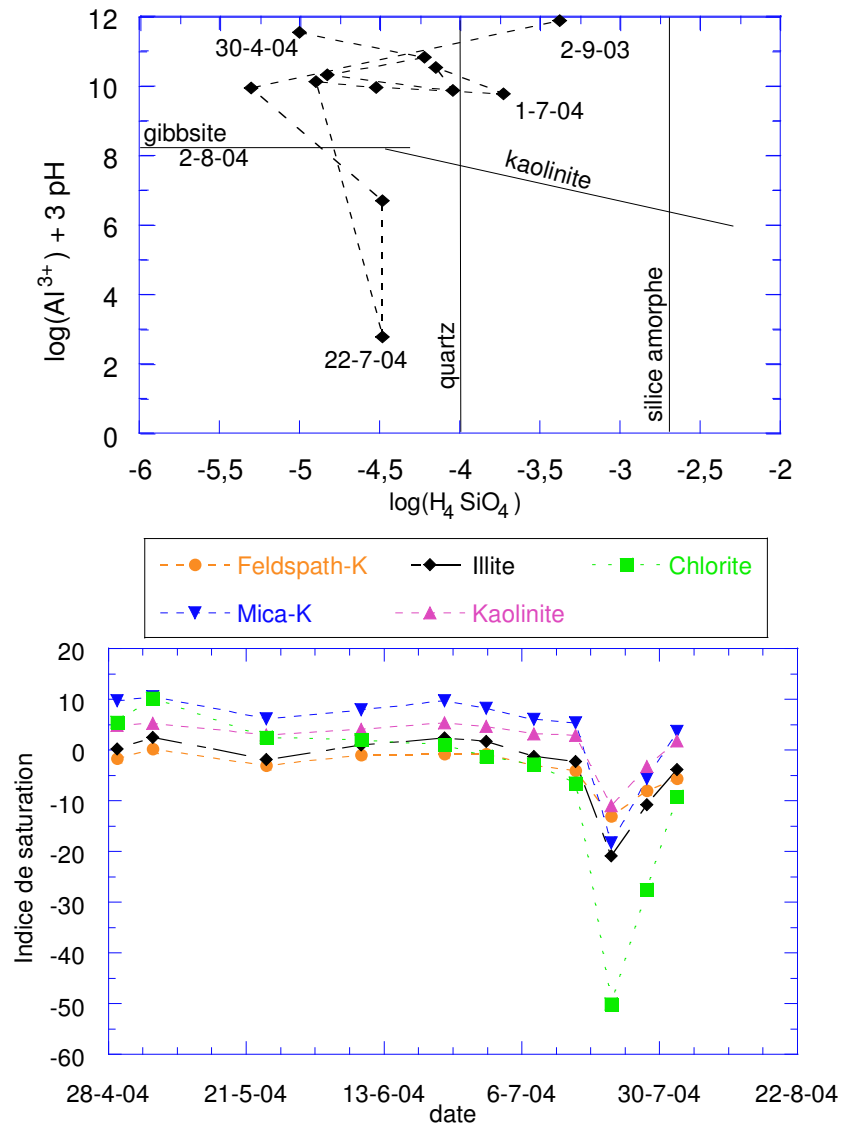 12
10
8
6
4
2
0
log(Al³⁺) + 3 pH
30-4-04
2-9-03
1-7-04
gibbsite
2-8-04
kaolinite
22-7-04
quartz
silice amorphe
-6 -5,5 -5 -4,5 -4 -3,5 -3 -2,5 -2
log(H₄SiO₄)
Feldspath-K Illite Chlorite
Mica-K Kaolinite
20
10
0
-10
-20
-30
-40
-50
-60
Indice de saturation
28-4-04 21-5-04 13-6-04 6-7-04 30-7-04 22-8-04
date